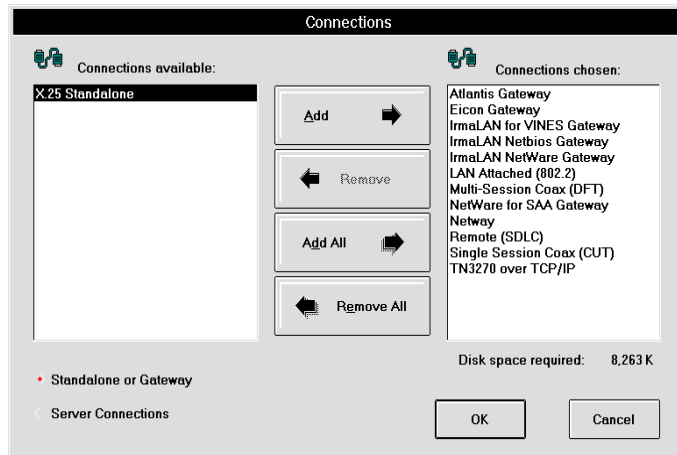 Connections
Connections available:
X.25 Standalone
Add
Remove
Add All
Remove All
Connections chosen:
Atlantis Gateway
Eicon Gateway
IrmaLAN for VINES Gateway
IrmaLAN Netbios Gateway
IrmaLAN NetWare Gateway
LAN Attached (802.2)
Multi-Session Coax (DFT)
NetWare for SAA Gateway
Netway
Remote (SDLC)
Single Session Coax (CUT)
TN3270 over TCP/IP
Disk space required: 8,263 K
Standalone or Gateway
Server Connections
OK
Cancel